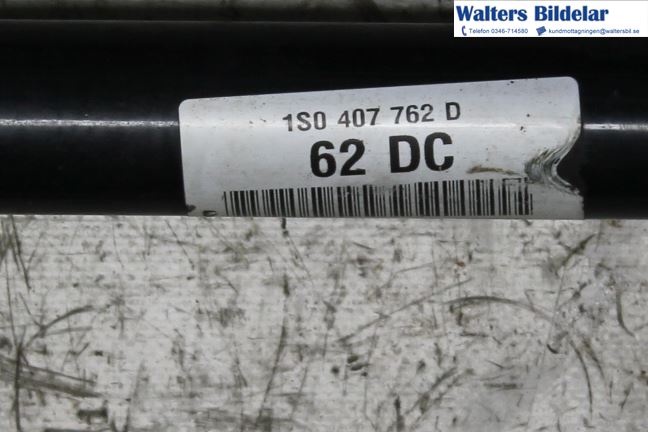 Walters Bildelar
Telefon 0346-714580 kundmottagningen@waltersbil.se
1S0 407 762 D
62 DC